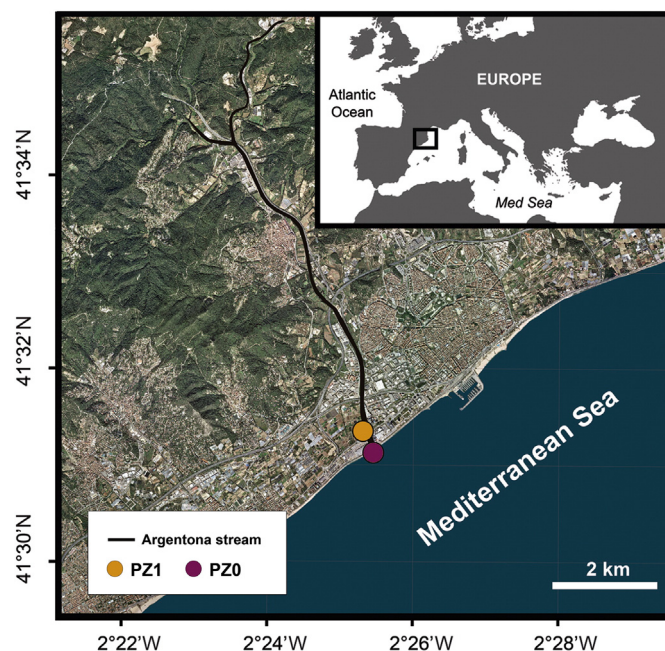 EUROPE
Atlantic
Ocean
Med Sea
41°34'N
41°32'N
41°30'N
Mediterranean Sea
Argentona stream
PZ1
PZ0
2 km
2°22'W
2°24'W
2°26'W
2°28'W